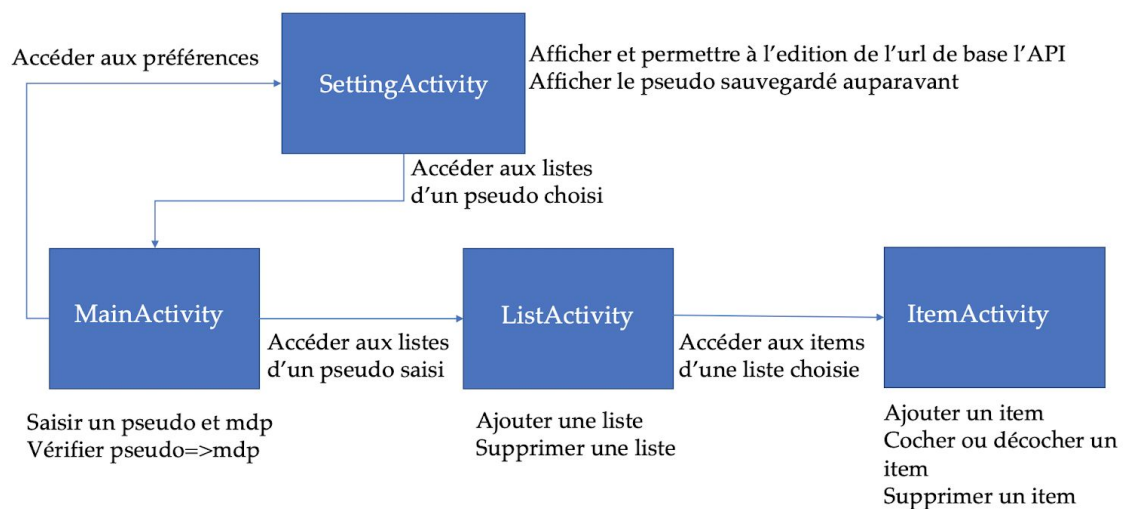 Accéder aux préférences
SettingActivity
Afficher et permettre à l’edition de l’url de base l’API
Afficher le pseudo sauvegardé auparavant
Accéder aux listes
d’un pseudo choisi
MainActivity
Accéder aux listes
d’un pseudo saisi
ListActivity
Accéder aux items
d’une liste choisie
ItemActivity
Saisir un pseudo et mdp
Vérifier pseudo=>mdp
Ajouter une liste
Supprimer une liste
Ajouter un item
Cocher ou décocher un
item
Supprimer un item